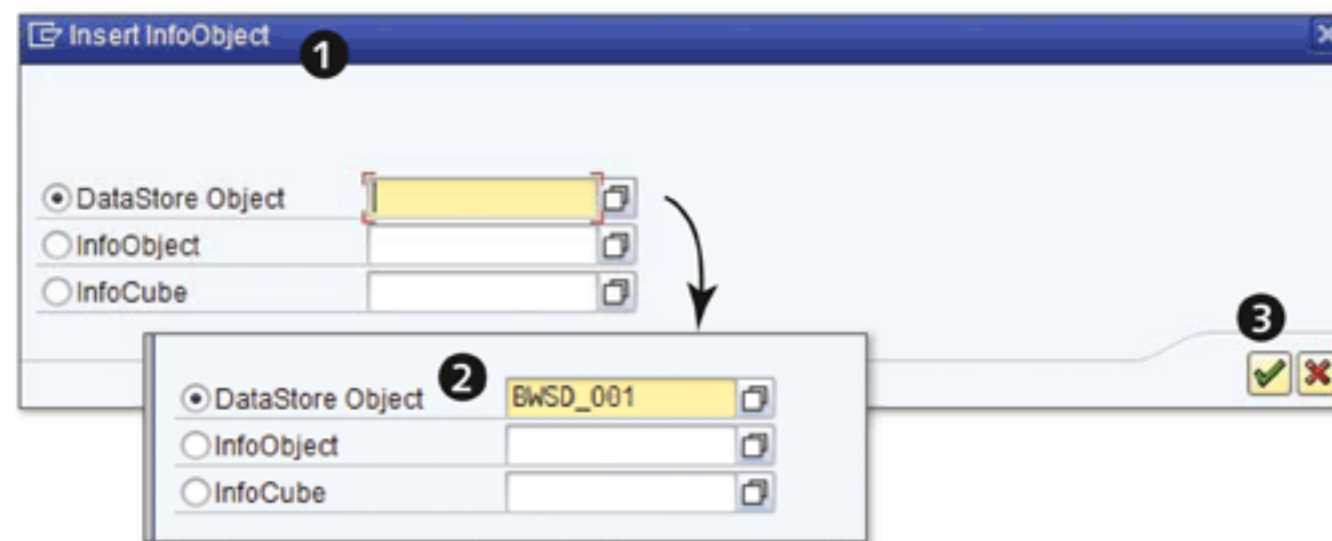 Insert InfoObject
1
DataStore Object
InfoObject
InfoCube
3
DataStore Object 2 BWSD_001
InfoObject
InfoCube